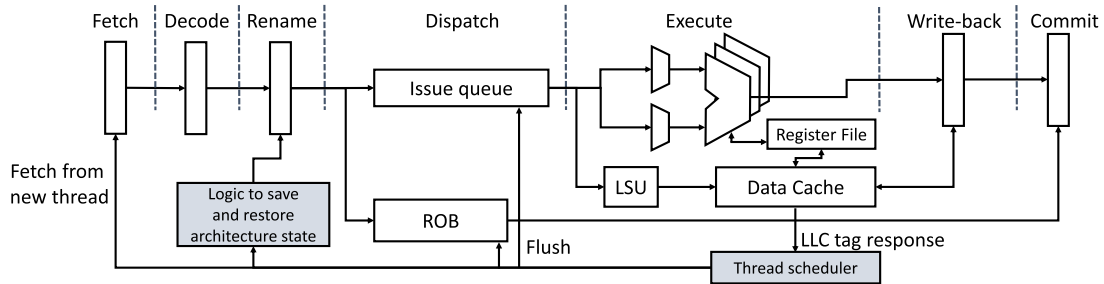 Fetch
Decode
Rename
Dispatch
Execute
Write-back
Commit
Issue queue
Register File
Fetch from
new thread
LSU
Data Cache
Logic to save
and restore
architecture state
ROB
Flush
LLC tag response
Thread scheduler